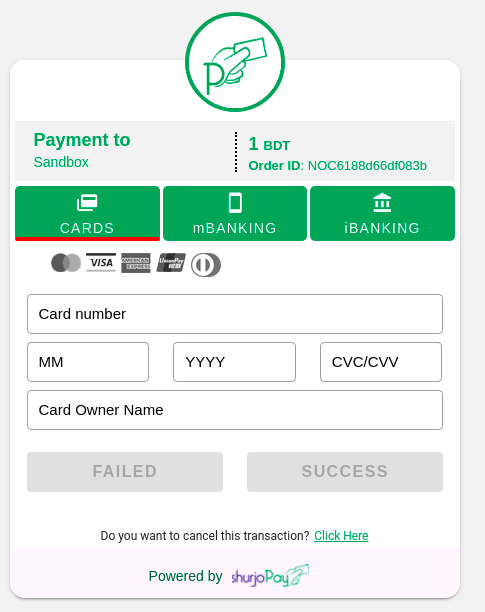 Payment to
Sandbox
1 BDT
Order ID: NOC6188d66df083b
CARDS
mBANKING
iBANKING
VISA
AMERICAN EXPRESS
UnionPay 银联
Card number
MM
YYYY
CVC/CVV
Card Owner Name
FAILED
SUCCESS
Do you want to cancel this transaction? Click Here
Powered by shurjoPay